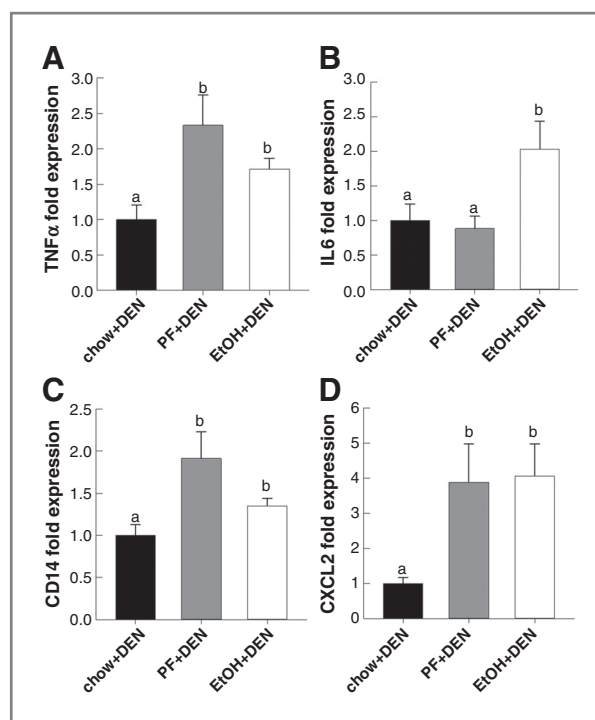 A
TNFα fold expression
3.0
2.5
2.0
1.5
1.0
0.5
0.0
a
b
b
chow+DEN
PF+DEN
EtOH+DEN
B
IL6 fold expression
3.0
2.5
2.0
1.5
1.0
0.5
0.0
a
a
b
chow+DEN
PF+DEN
EtOH+DEN
C
CD14 fold expression
2.5
2.0
1.5
1.0
0.5
0.0
a
b
b
chow+DEN
PF+DEN
EtOH+DEN
D
CXCL2 fold expression
6
5
4
3
2
1
0
a
b
b
chow+DEN
PF+DEN
EtOH+DEN